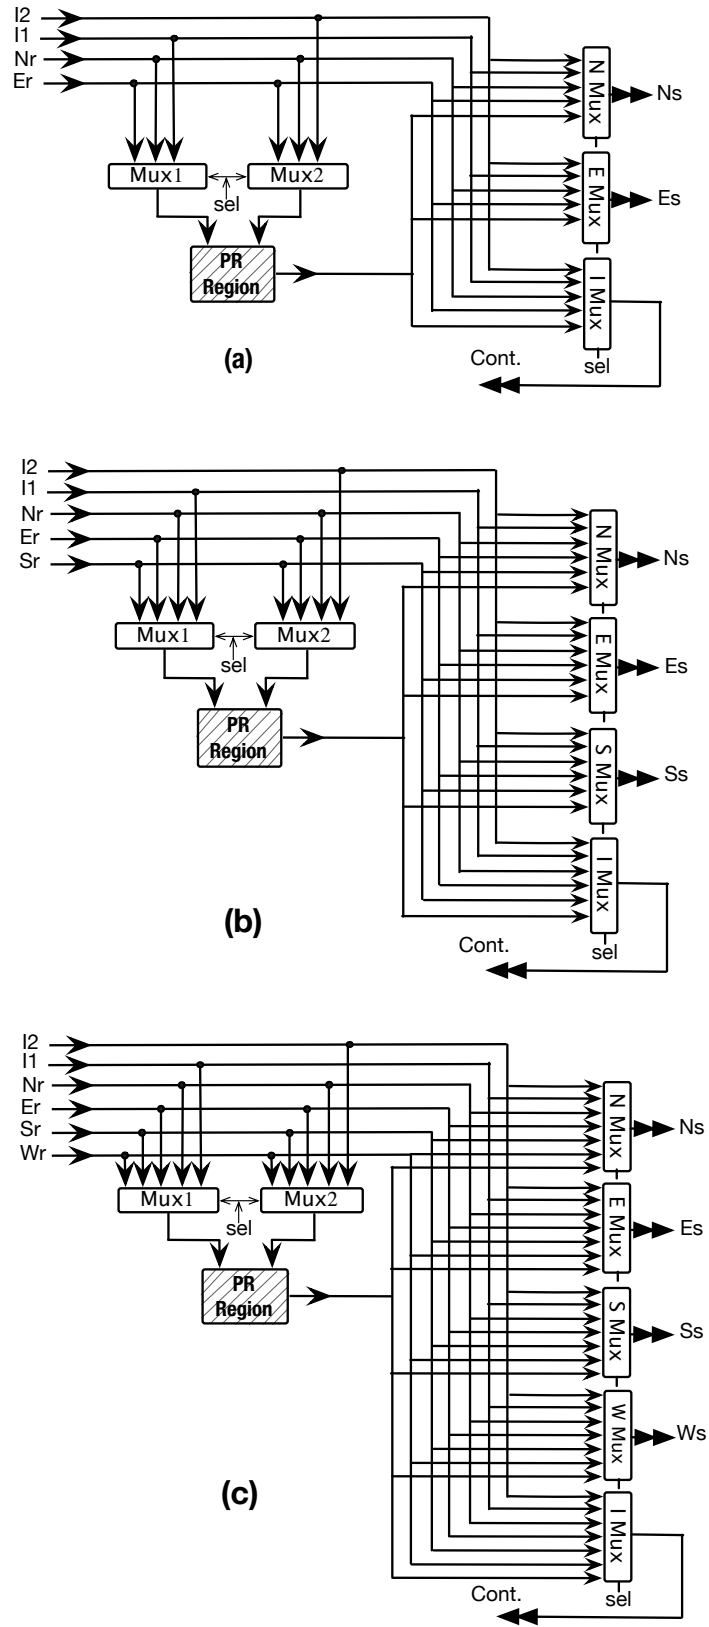 I2
I1
Nr
Er
N Mux
Ns
Mux1
Mux2
sel
E Mux
Es
PR
Region
I Mux
(a)
Cont.
sel
I2
I1
Nr
Er
Sr
N Mux
Ns
Mux1
Mux2
sel
E Mux
Es
PR
Region
S Mux
Ss
I Mux
(b)
Cont.
sel
I2
I1
Nr
Er
Sr
Wr
N Mux
Ns
Mux1
Mux2
sel
E Mux
Es
PR
Region
S Mux
Ss
W Mux
Ws
(c)
I Mux
Cont.
sel